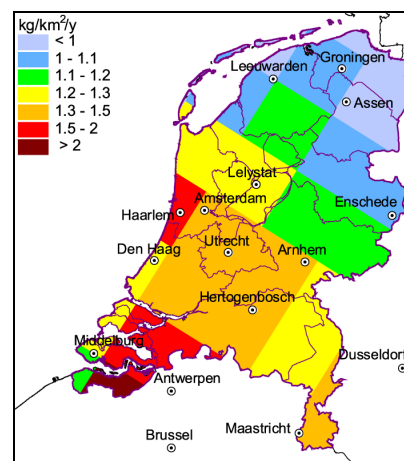 kg/km²/y
< 1
1 - 1.1
1.1 - 1.2
1.2 - 1.3
1.3 - 1.5
1.5 - 2
> 2
Groningen
Leeuwarden
Assen
Lelystat
Amsterdam
Haarlem
Enschede
Utrecht
Den Haag
Arnhem
Hertogenbosch
Middelburg
Dusseldorf
Antwerpen
Maastricht
Brussel